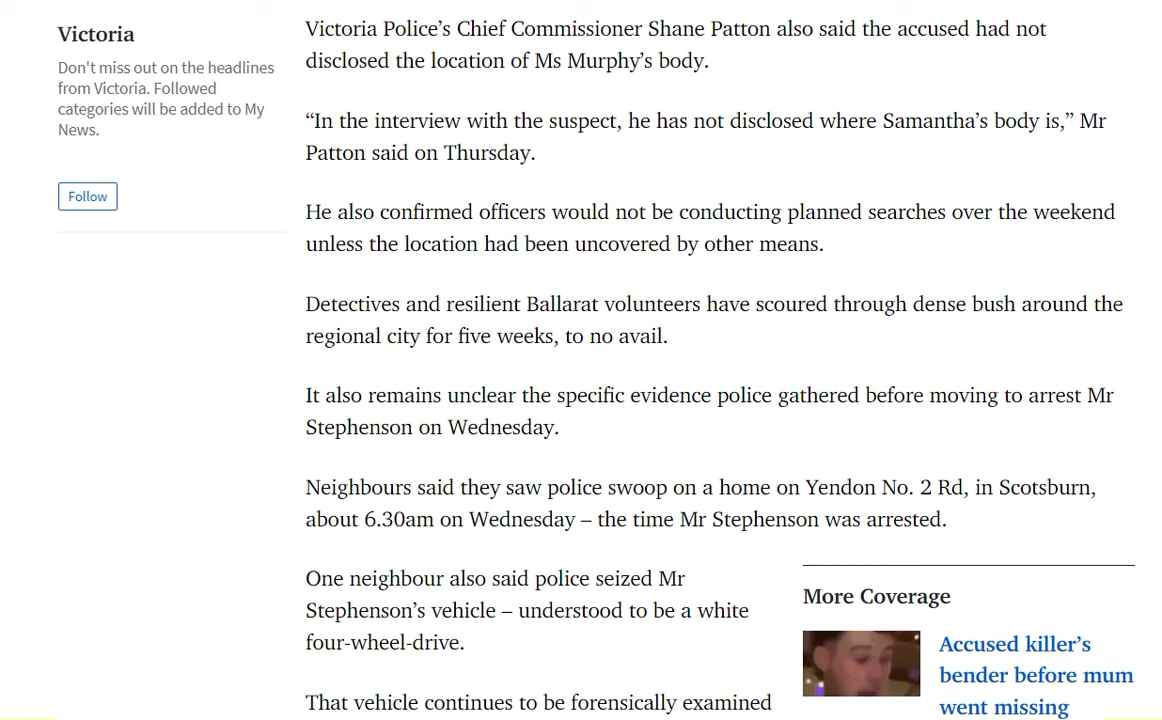 Victoria
Don't miss out on the headlines
from Victoria. Followed
categories will be added to My
News.
Follow
Victoria Police’s Chief Commissioner Shane Patton also said the accused had not
disclosed the location of Ms Murphy’s body.
“In the interview with the suspect, he has not disclosed where Samantha’s body is,” Mr
Patton said on Thursday.
He also confirmed officers would not be conducting planned searches over the weekend
unless the location had been uncovered by other means.
Detectives and resilient Ballarat volunteers have scoured through dense bush around the
regional city for five weeks, to no avail.
It also remains unclear the specific evidence police gathered before moving to arrest Mr
Stephenson on Wednesday.
Neighbours said they saw police swoop on a home on Yendon No. 2 Rd, in Scotsburn,
about 6.30am on Wednesday – the time Mr Stephenson was arrested.
One neighbour also said police seized Mr
Stephenson’s vehicle – understood to be a white
four-wheel-drive.
That vehicle continues to be forensically examined
More Coverage
Accused killer’s
bender before mum
went missing